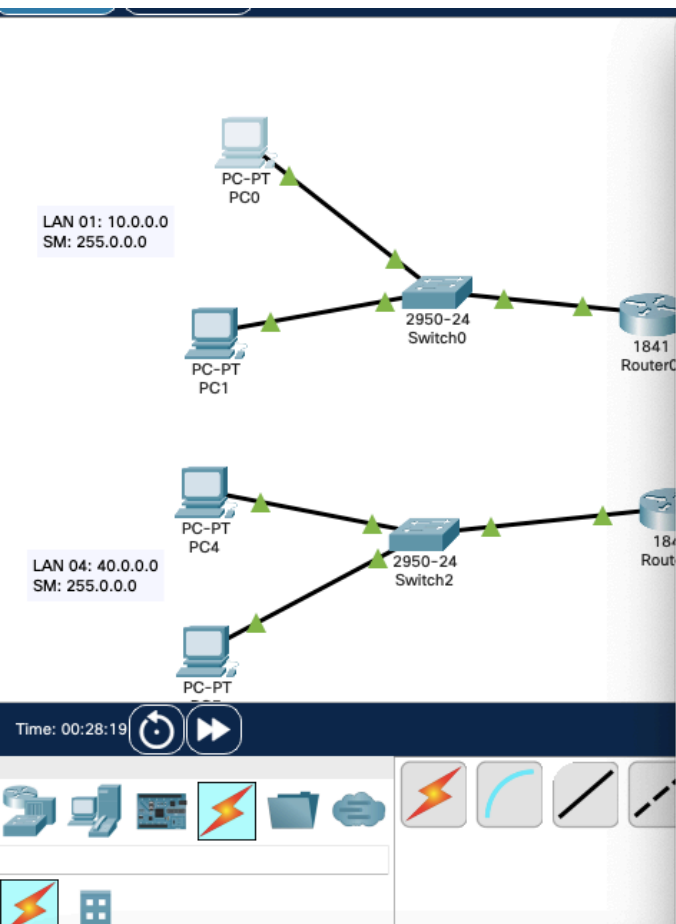 PC-PT
PC0
LAN 01: 10.0.0.0
SM: 255.0.0.0
2950-24
Switch0
1841
PC-PT
PC1
PC-PT
PC4
2950-24
Switch2
LAN 04: 40.0.0.0
SM: 255.0.0.0
PC-PT
Time: 00:28:19